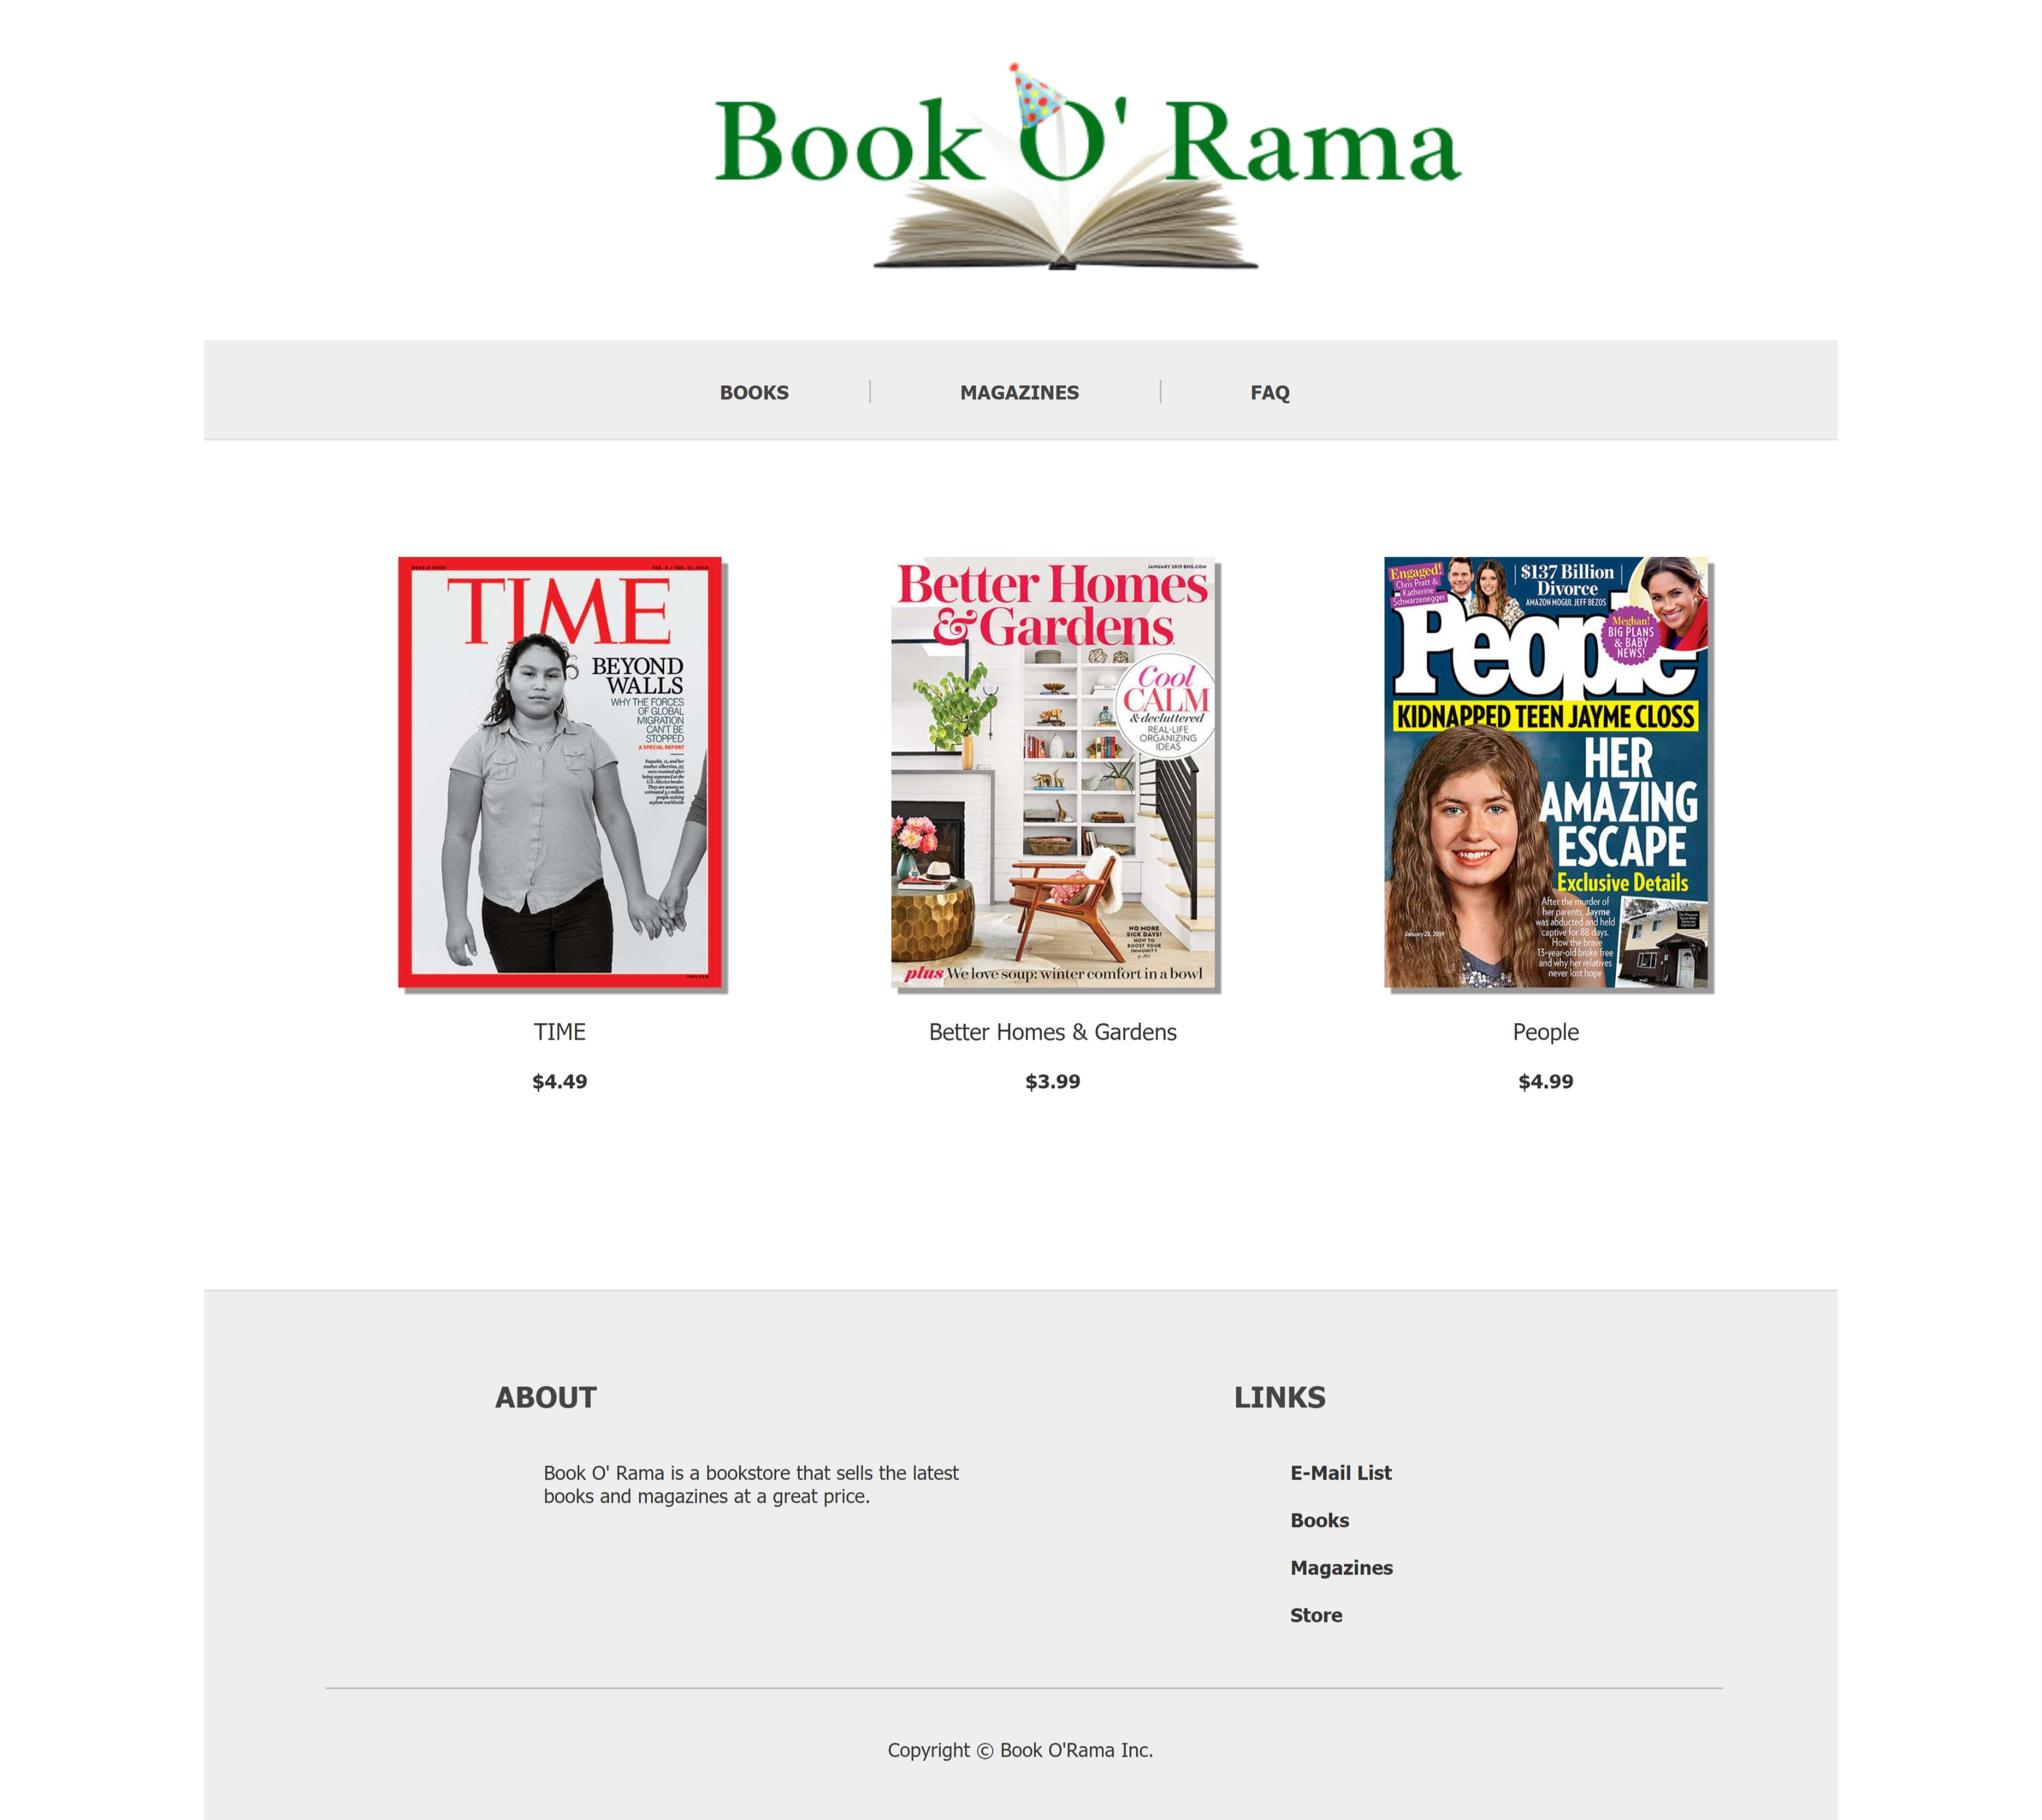 Book O' Rama
BOOKS
MAGAZINES
FAQ
DOUBLE ISSUE
TIME
BEYOND
WALLS
WHY THE FORCES
OF GLOBAL
MIGRATION
CAN'T BE
STOPPED
A SPECIAL REPORT
TIME.COM
JANUARY 2019 BHG.COM
Better Homes
&Gardens
Cool
CALM
& decluttered
REAL-LIFE
ORGANIZING
IDEAS
NO MORE
SICK DAYS!
HOW TO
BOOST YOUR
IMMUNITY
plus We love soup: winter comfort in a bowl
Engaged!
Chris Pratt &
Katherine
Schwarzenegger
$137 Billion
Divorce
AMAZON MOGUL JEFF BEZOS
People
Meghan!
BIG PLANS
& BABY
NEWS!
KIDNAPPED TEEN JAYME CLOSS
HER
AMAZING
ESCAPE
Exclusive Details
After the murder of
her parents, Jayme
was abducted and held
captive for 88 days.
How the brave
13-year-old broke free
and why her relatives
never lost hope
January 28, 2019
TIME
$4.49
Better Homes & Gardens
$3.99
People
$4.99
ABOUT
Book O' Rama is a bookstore that sells the latest
books and magazines at a great price.
LINKS
E-Mail List
Books
Magazines
Store
Copyright © Book O'Rama Inc.